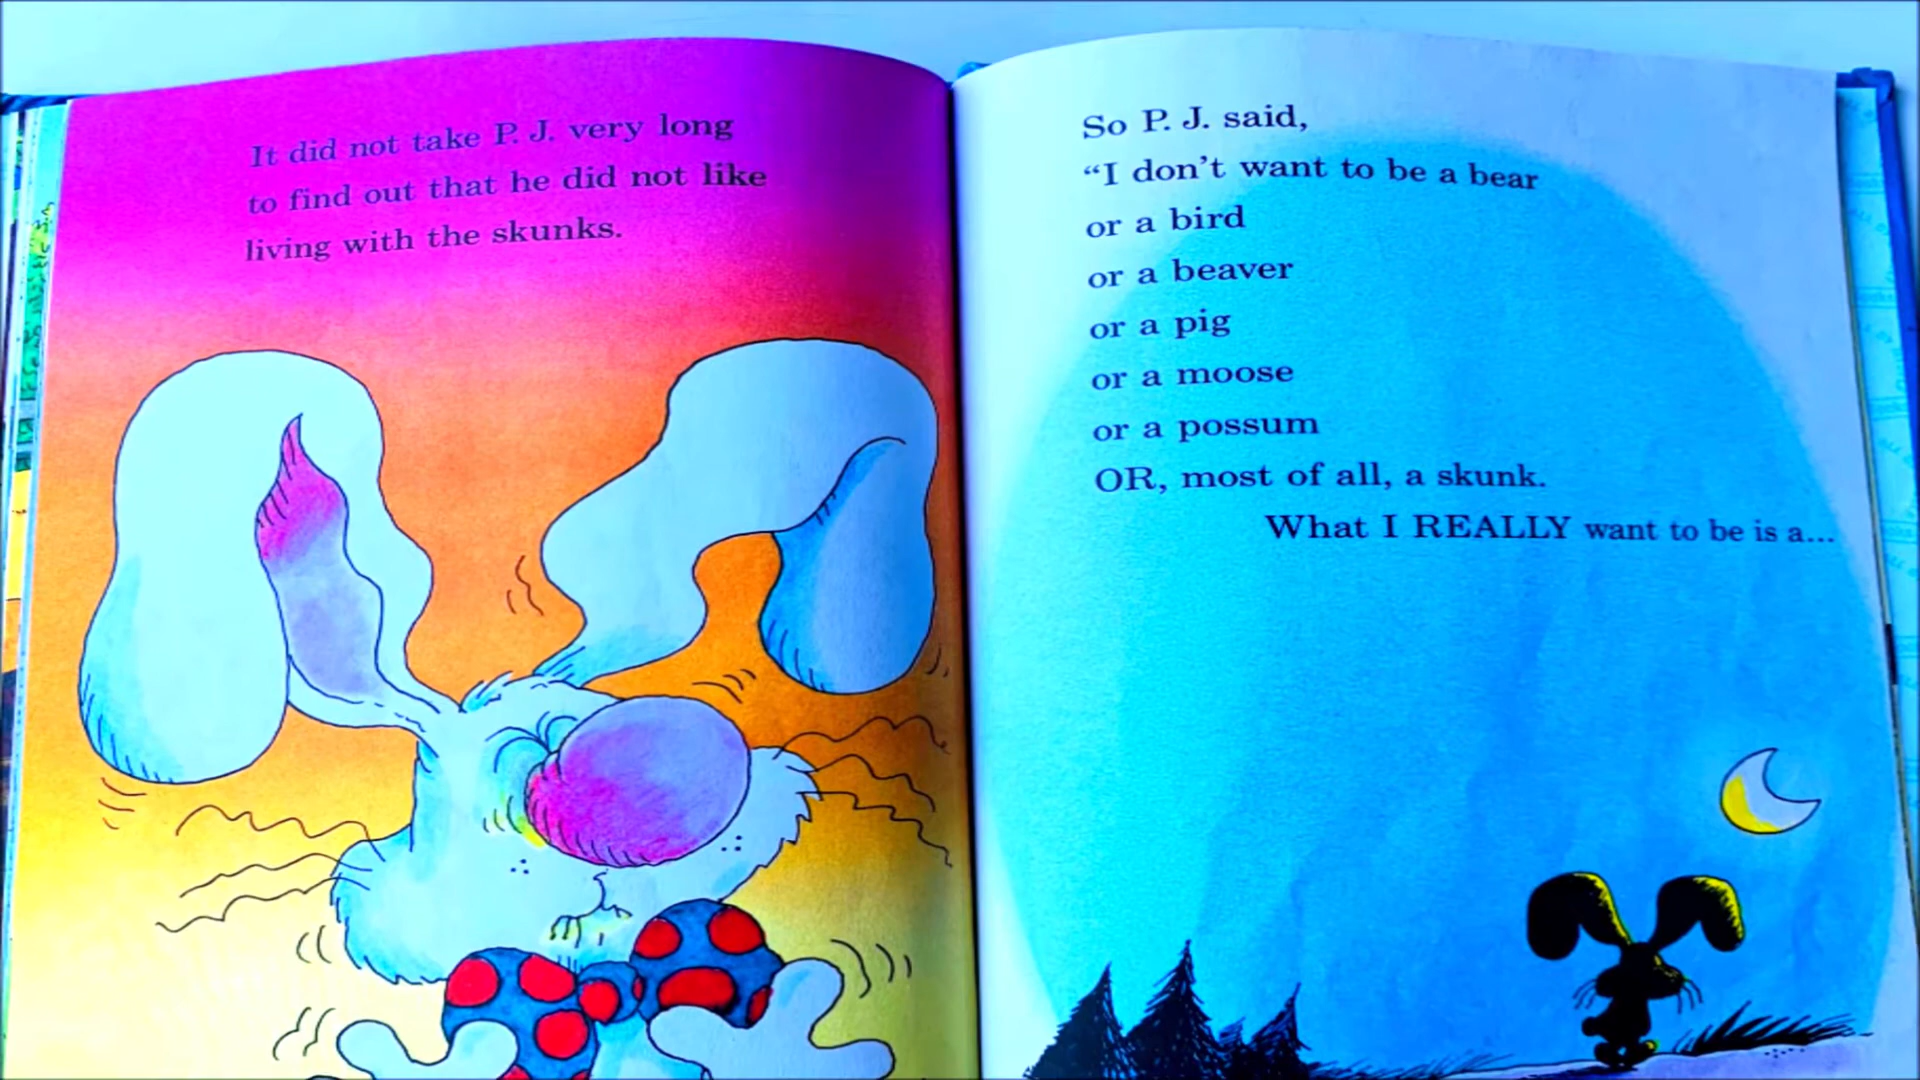 It did not take P. J. very long
to find out that he did not like
living with the skunks.
So P. J. said,
“I don’t want to be a bear
or a bird
or a beaver
or a pig
or a moose
or a possum
OR, most of all, a skunk.
What I REALLY want to be is a...